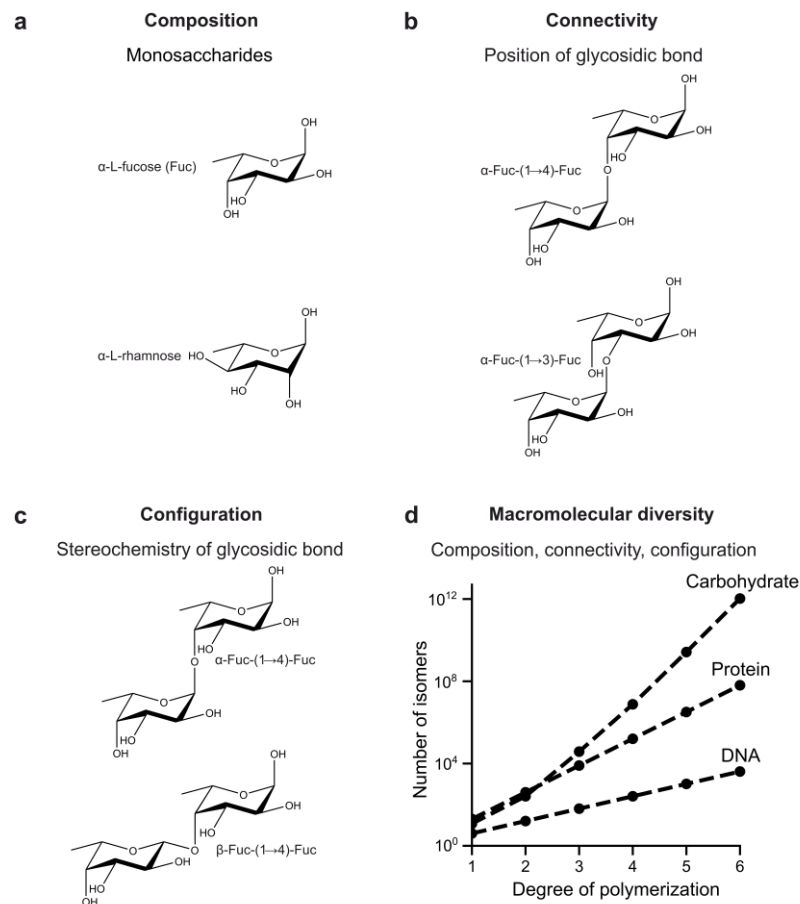 a
Composition
Monosaccharides
OH
α-L-fucose (Fuc)
O
OH
HO
OH
OH
α-L-rhamnose
HO
O
HO
OH
b
Connectivity
Position of glycosidic bond
OH
O
OH
HO
α-Fuc-(1→4)-Fuc
O
O
OH
HO
OH
OH
O
OH
α-Fuc-(1→3)-Fuc
O
OH
O
OH
HO
OH
c
Configuration
Stereochemistry of glycosidic bond
OH
O
OH
HO
O
α-Fuc-(1→4)-Fuc
O
OH
HO
OH
OH
O
OH
HO
O
β-Fuc-(1→4)-Fuc
O
OH
HO
OH
d
Macromolecular diversity
Composition, connectivity, configuration
Carbohydrate
10¹²
Protein
10⁸
DNA
10⁴
10⁰
Number of isomers
1 2 3 4 5 6
Degree of polymerization